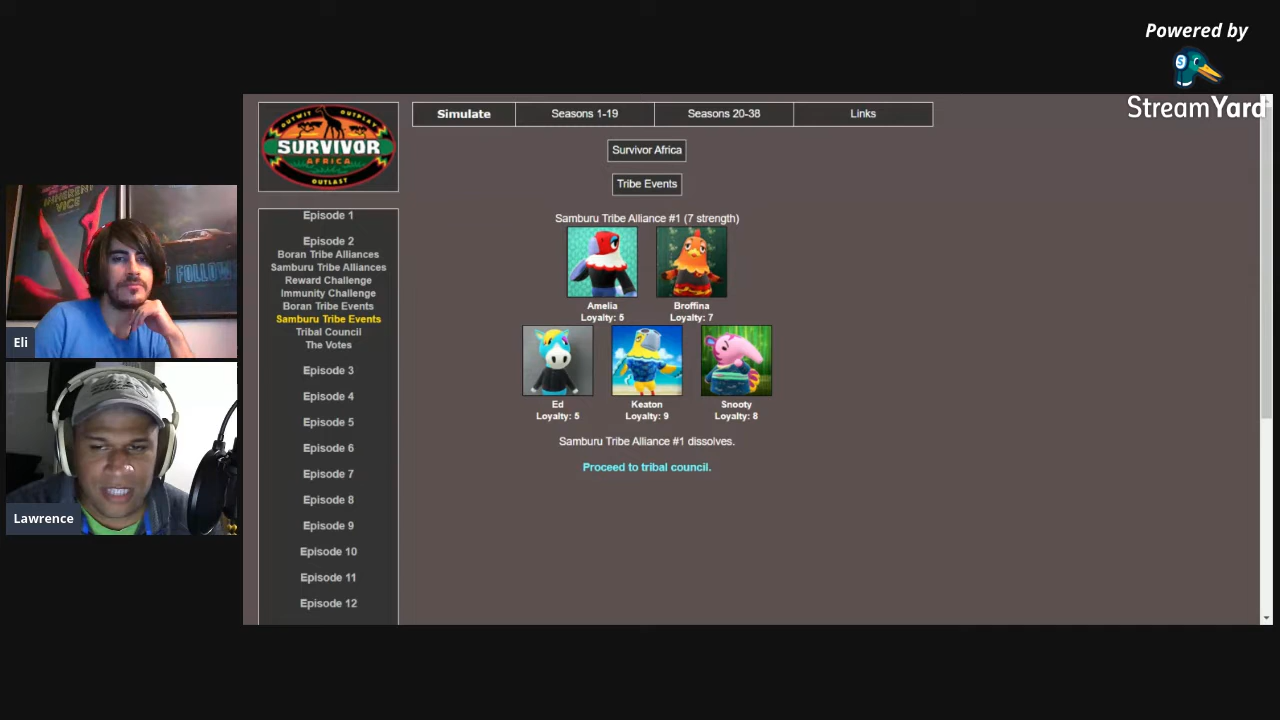 Powered by
StreamYard
INHERENT
VICE
T FOLLOW
Eli
Lawrence
OUTWIT OUTPLAY
SURVIVOR
AFRICA
OUTLAST
Simulate
Seasons 1-19
Seasons 20-38
Links
Survivor Africa
Tribe Events
Episode 1
Episode 2
Boran Tribe Alliances
Samburu Tribe Alliances
Reward Challenge
Immunity Challenge
Boran Tribe Events
Samburu Tribe Events
Tribal Council
The Votes
Episode 3
Episode 4
Episode 5
Episode 6
Episode 7
Episode 8
Episode 9
Episode 10
Episode 11
Episode 12
Samburu Tribe Alliance #1 (7 strength)
Amelia
Loyalty: 5
Broffina
Loyalty: 7
Ed
Loyalty: 5
Keaton
Loyalty: 9
Snooty
Loyalty: 8
Samburu Tribe Alliance #1 dissolves.
Proceed to tribal council.